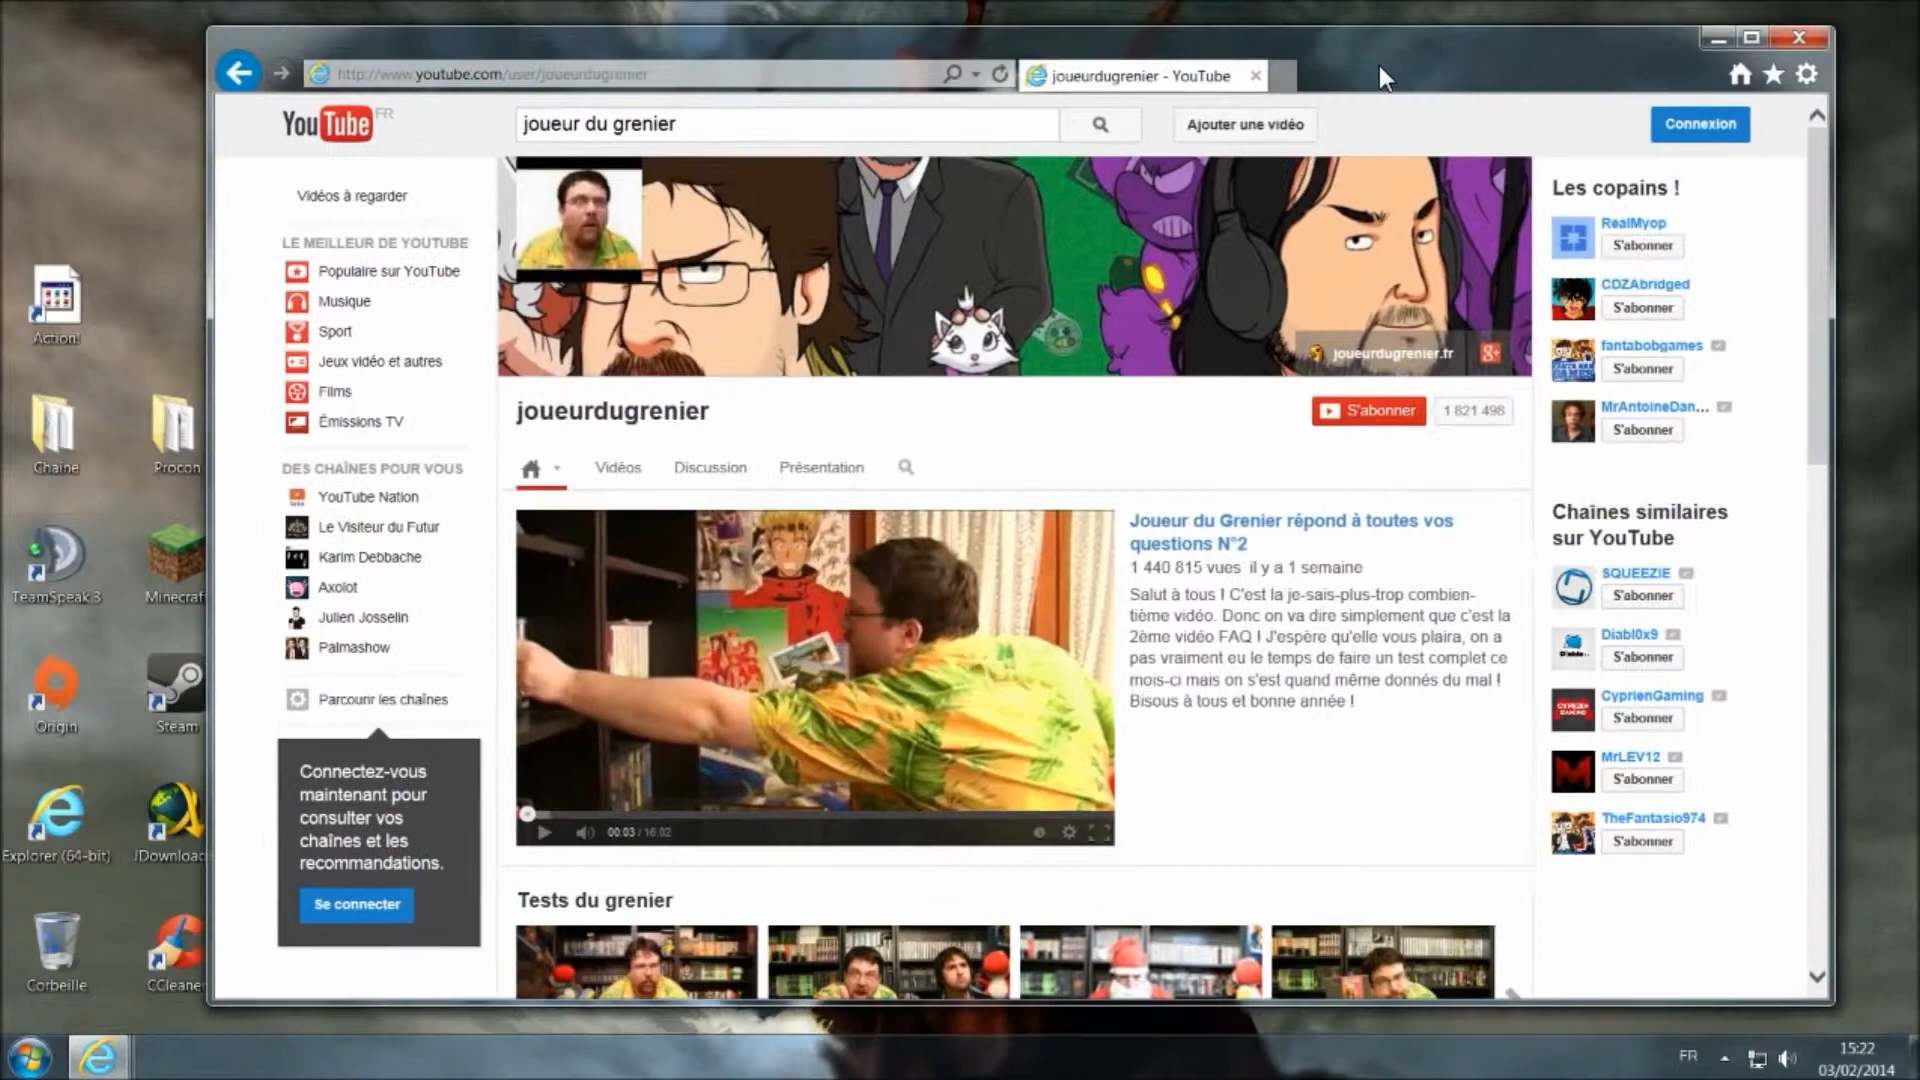 http://www.youtube.com/user/joueurdugrenier
joueurdugrenier - YouTube
YouTube FR
joueur du grenier
Ajouter une vidéo
Connexion
Vidéos à regarder
LE MEILLEUR DE YOUTUBE
Populaire sur YouTube
Musique
Sport
Jeux vidéo et autres
Films
Émissions TV
DES CHAÎNES POUR VOUS
YouTube Nation
Le Visiteur du Futur
Karim Debbache
Axolot
Julien Josselin
Palmashow
Parcourir les chaînes
Connectez-vous
maintenant pour
consulter vos
chaînes et les
recommandations.
Se connecter
joueurdugrenier.fr
joueurdugrenier
S'abonner
1 821 498
Vidéos
Discussion
Présentation
00:03 / 16:02
Joueur du Grenier répond à toutes vos
questions N°2
1 440 815 vues il y a 1 semaine
Salut à tous ! C'est la je-sais-plus-trop combien-
tième vidéo. Donc on va dire simplement que c'est la
2ème vidéo FAQ ! J'espère qu'elle vous plaira, on a
pas vraiment eu le temps de faire un test complet ce
mois-ci mais on s'est quand même donnés du mal !
Bisous à tous et bonne année !
Tests du grenier
Les copains !
RealMyop
S'abonner
CDZAbridged
S'abonner
fantabobgames
S'abonner
MrAntoineDan...
S'abonner
Chaînes similaires
sur YouTube
SQUEEZIE
S'abonner
Diabl0x9
S'abonner
CyprienGaming
S'abonner
MrLEV12
S'abonner
TheFantasio974
S'abonner
Action!
Chaine
Procon
TeamSpeak 3
Minecraft
Origin
Steam
Explorer (64-bit)
JDownload
Corbeille
CCleaner
FR
15:22
03/02/2014